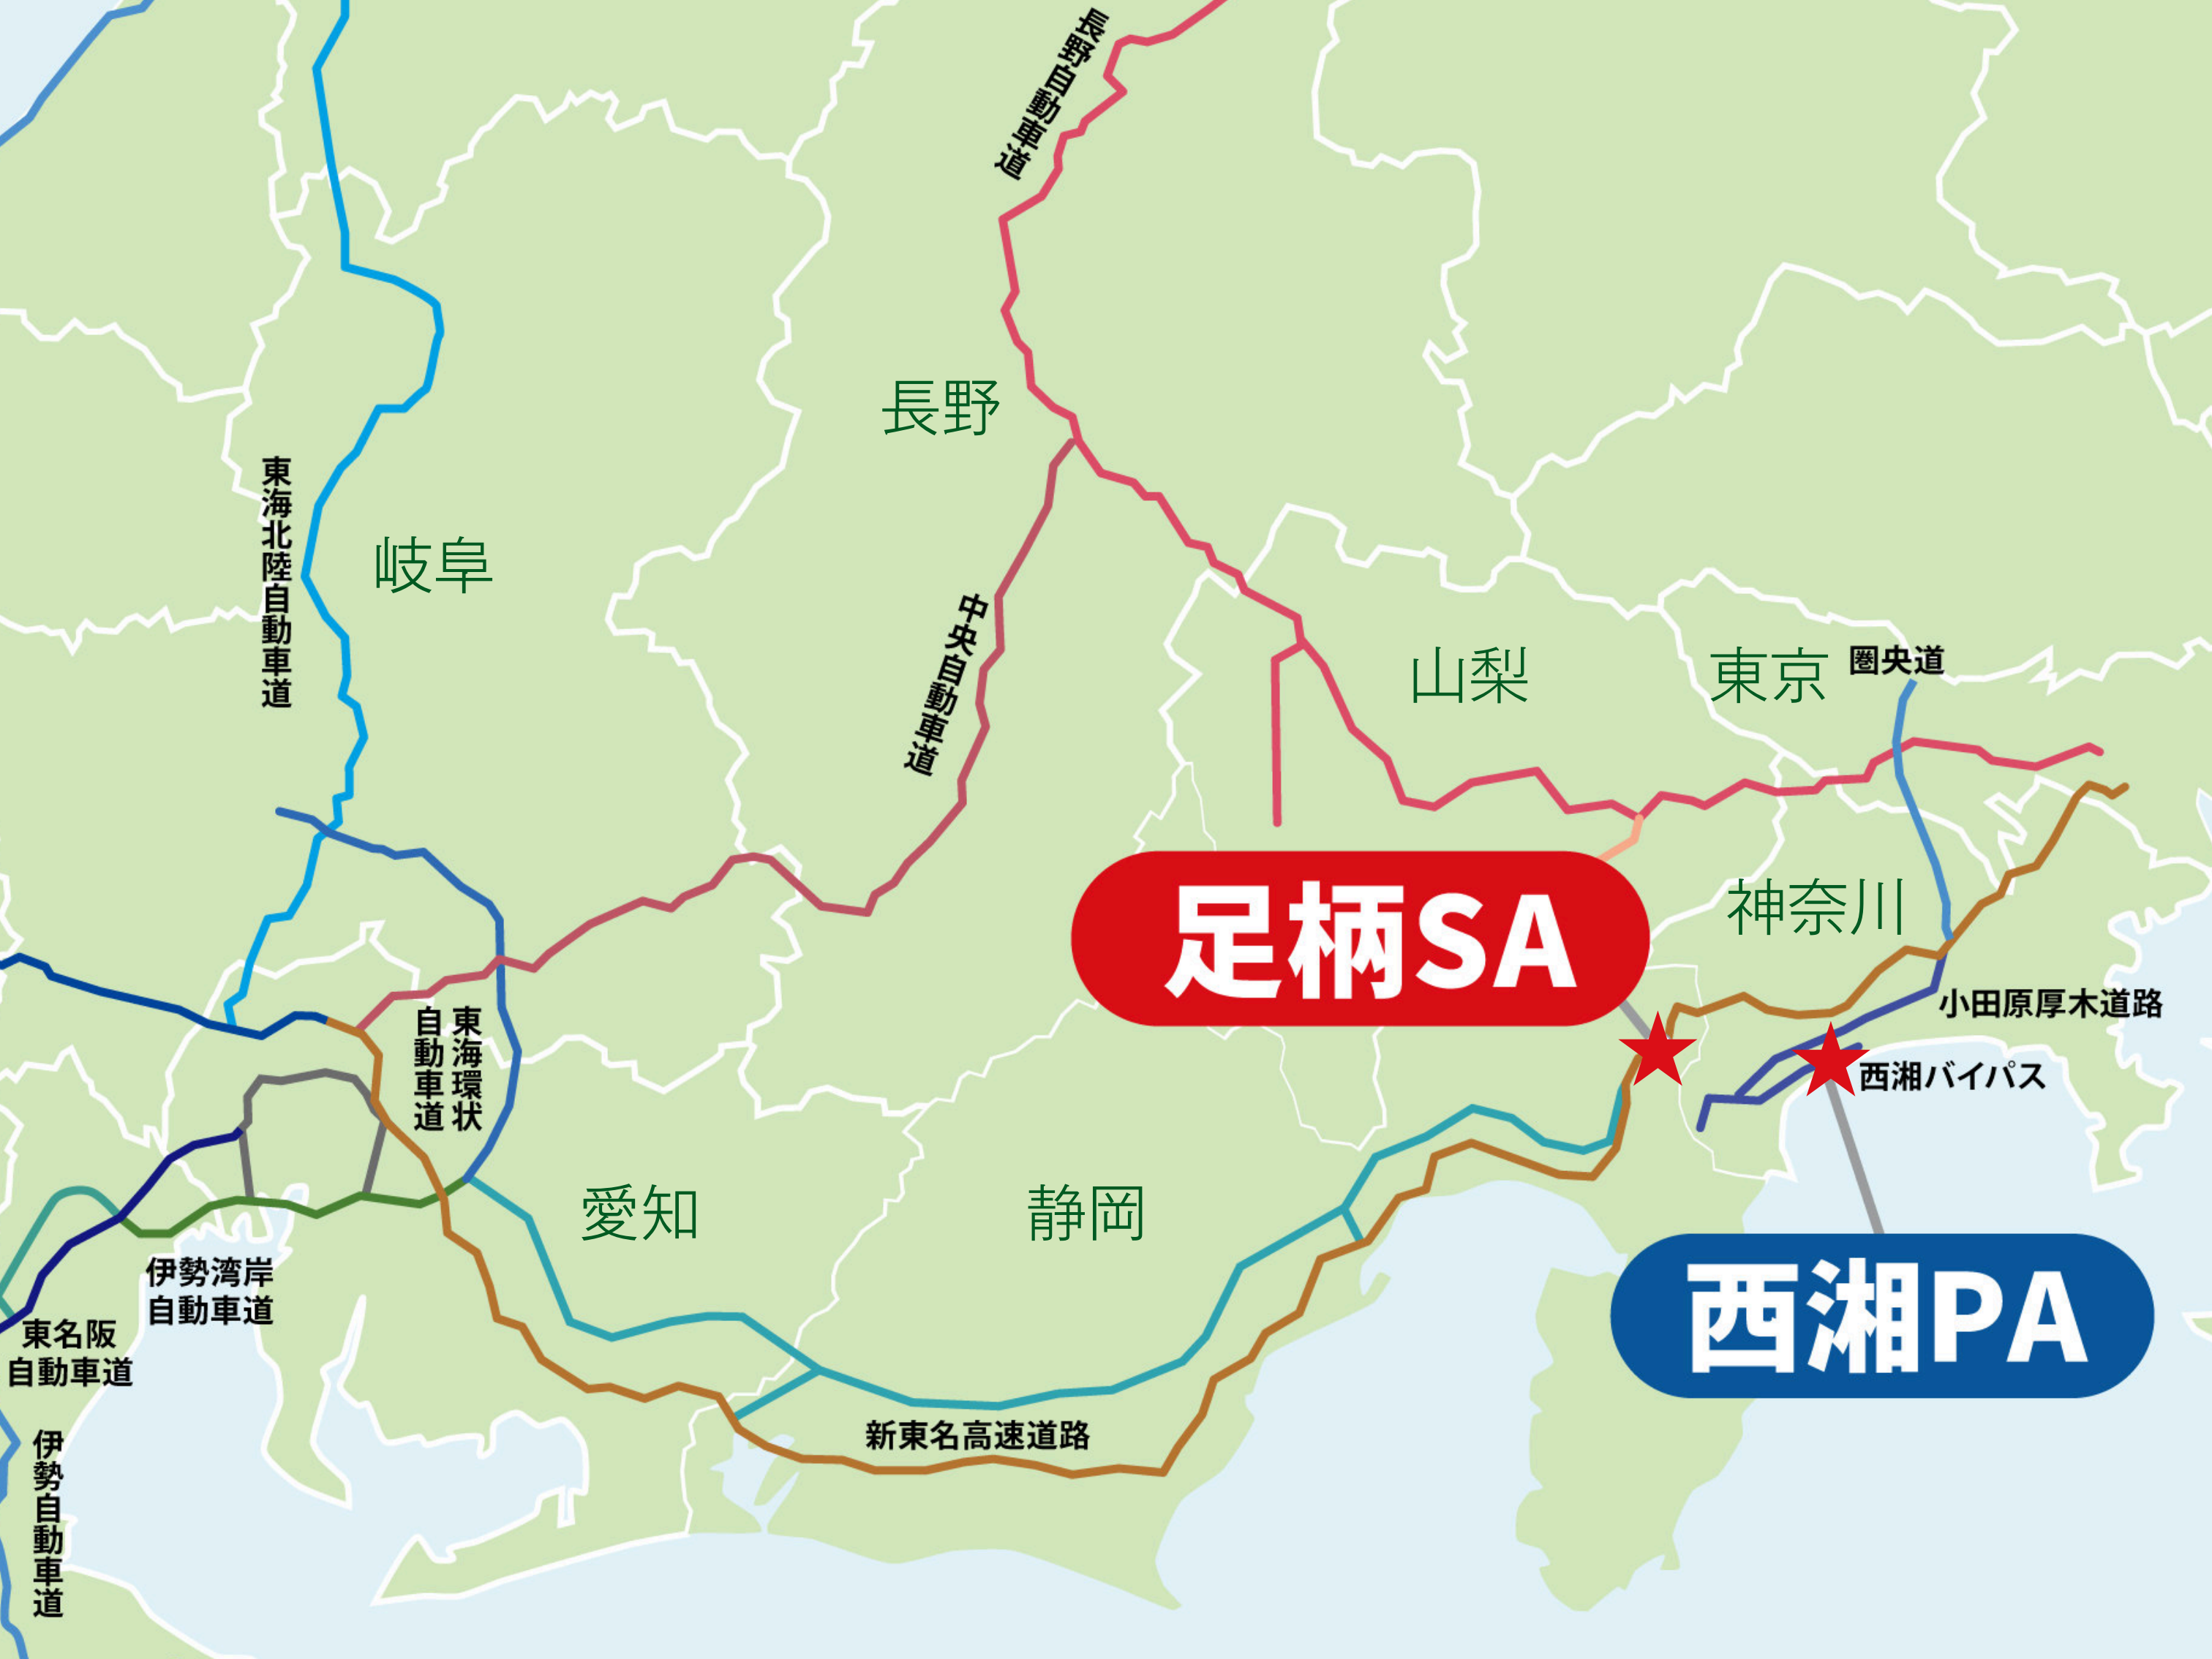 長野自動車道
長野
東海北陸自動車道
岐阜
中央自動車道
山梨
東京
圏央道
足柄SA
神奈川
小田原厚木道路
西湘バイパス
東海環状
自動車道
愛知
静岡
西湘PA
伊勢湾岸
自動車道
東名阪
自動車道
新東名高速道路
伊勢自動車道